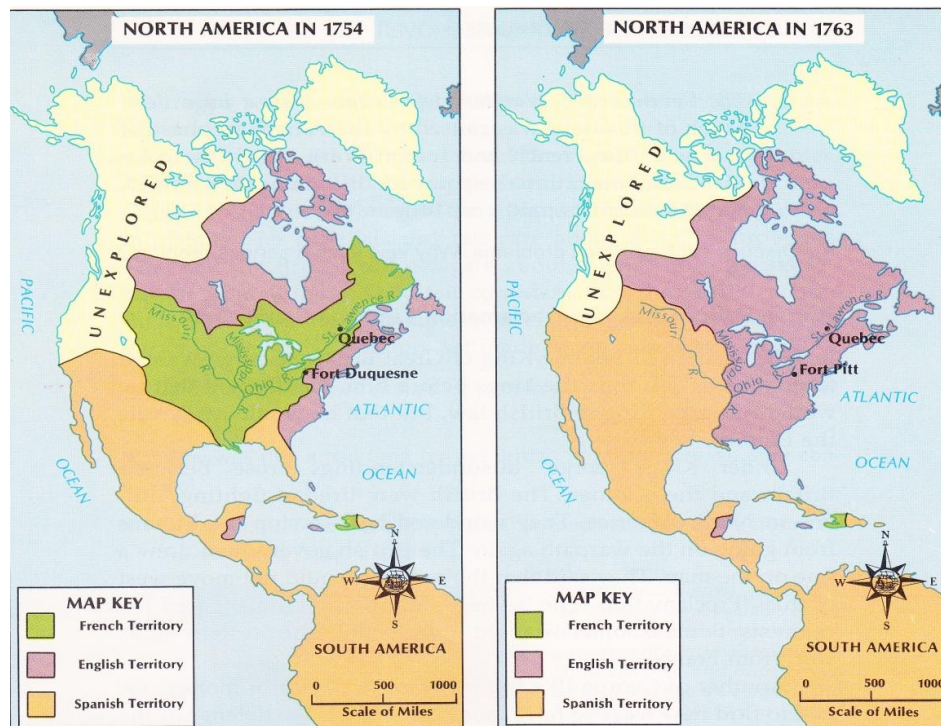 NORTH AMERICA IN 1754
UNEXPLORED
PACIFIC
OCEAN
Missouri
R.
Mississippi
R.
Ohio R.
St. Lawrence R.
Quebec
Fort Duquesne
ATLANTIC
OCEAN
N
W E
S
MAP KEY
French Territory
English Territory
Spanish Territory
SOUTH AMERICA
0 500 1000
Scale of Miles
NORTH AMERICA IN 1763
UNEXPLORED
PACIFIC
OCEAN
Missouri
R.
Mississippi
R.
Ohio R.
St. Lawrence R.
Quebec
Fort Pitt
ATLANTIC
OCEAN
N
W E
S
MAP KEY
French Territory
English Territory
Spanish Territory
SOUTH AMERICA
0 500 1000
Scale of Miles